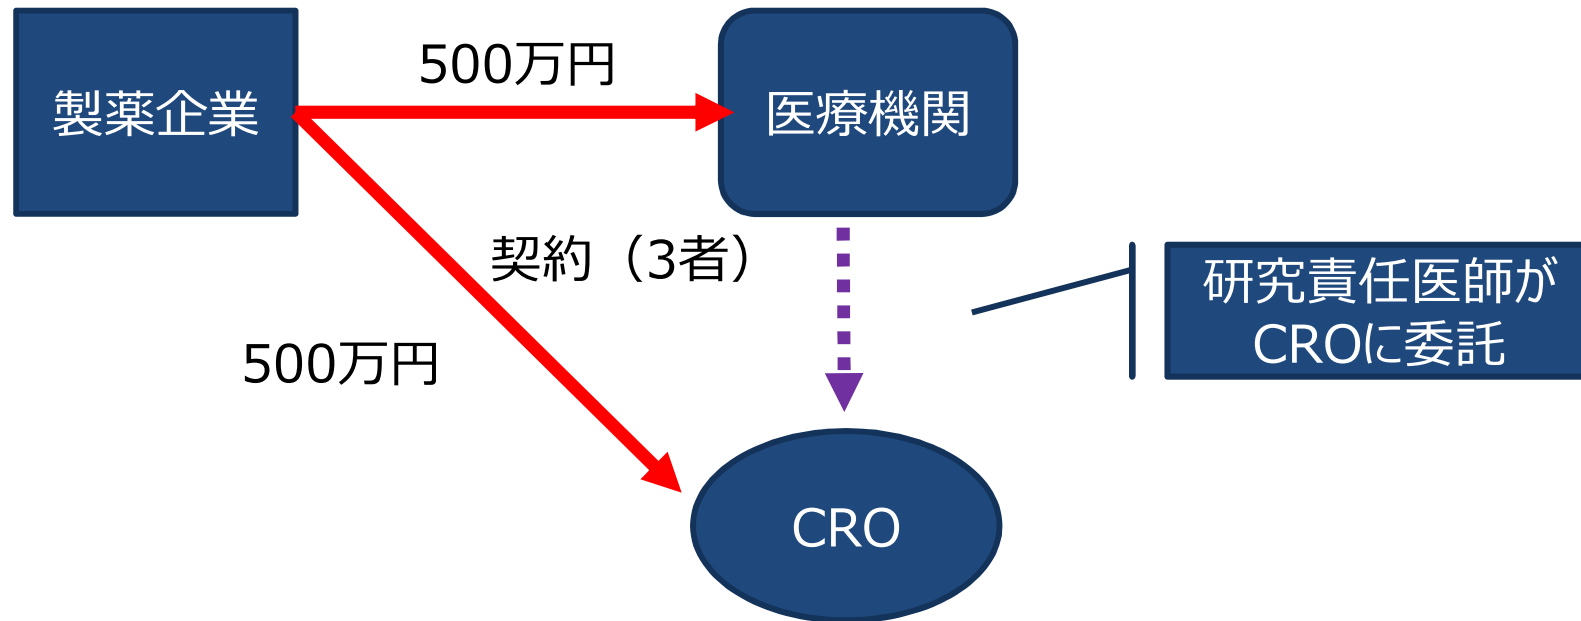 500万円
製薬企業
医療機関
契約（3者）
研究責任医師が
CROに委託
500万円
CRO